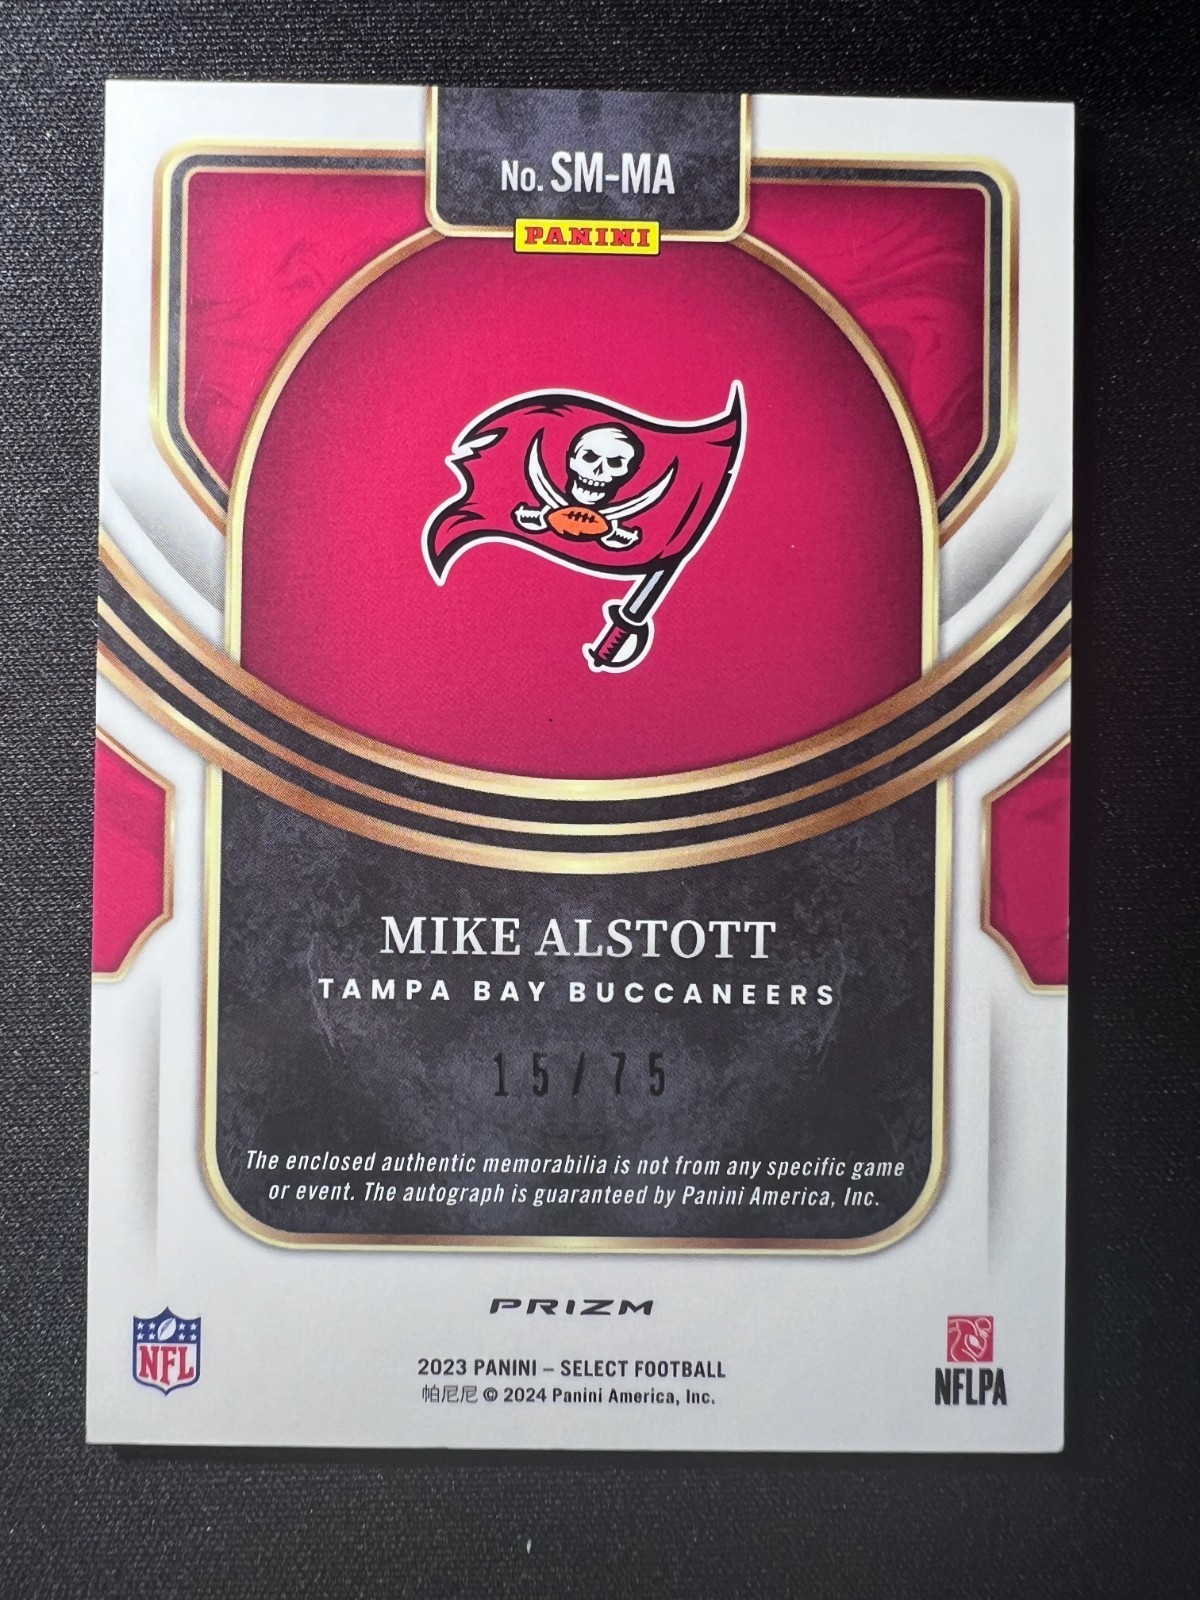 No. SM-MA
PANINI
MIKE ALSTOTT
TAMPA BAY BUCCANEERS
15/75
The enclosed authentic memorabilia is not from any specific game
or event. The autograph is guaranteed by Panini America, Inc.
PRIZM
NFL
NFLPA
2023 PANINI – SELECT FOOTBALL
帕尼尼 © 2024 Panini America, Inc.